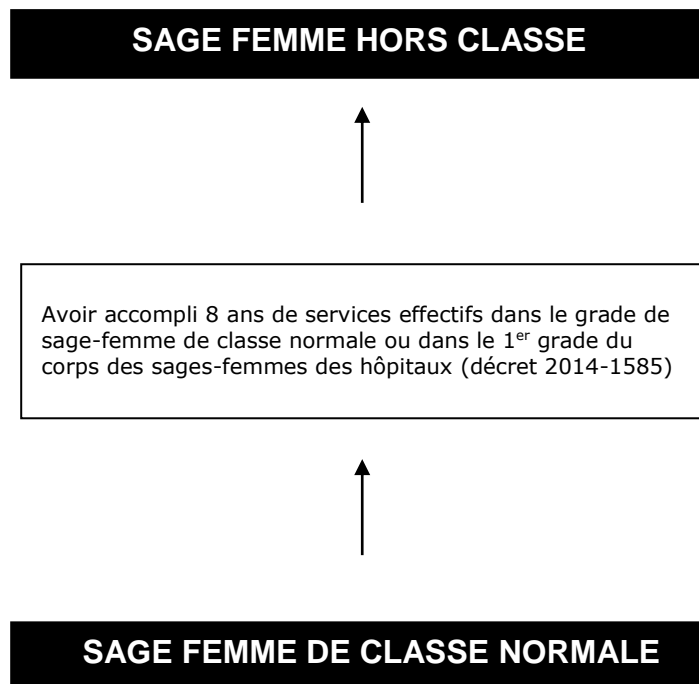 SAGE FEMME HORS CLASSE
Avoir accompli 8 ans de services effectifs dans le grade de
sage-femme de classe normale ou dans le 1er grade du
corps des sages-femmes des hôpitaux (décret 2014-1585)
SAGE FEMME DE CLASSE NORMALE